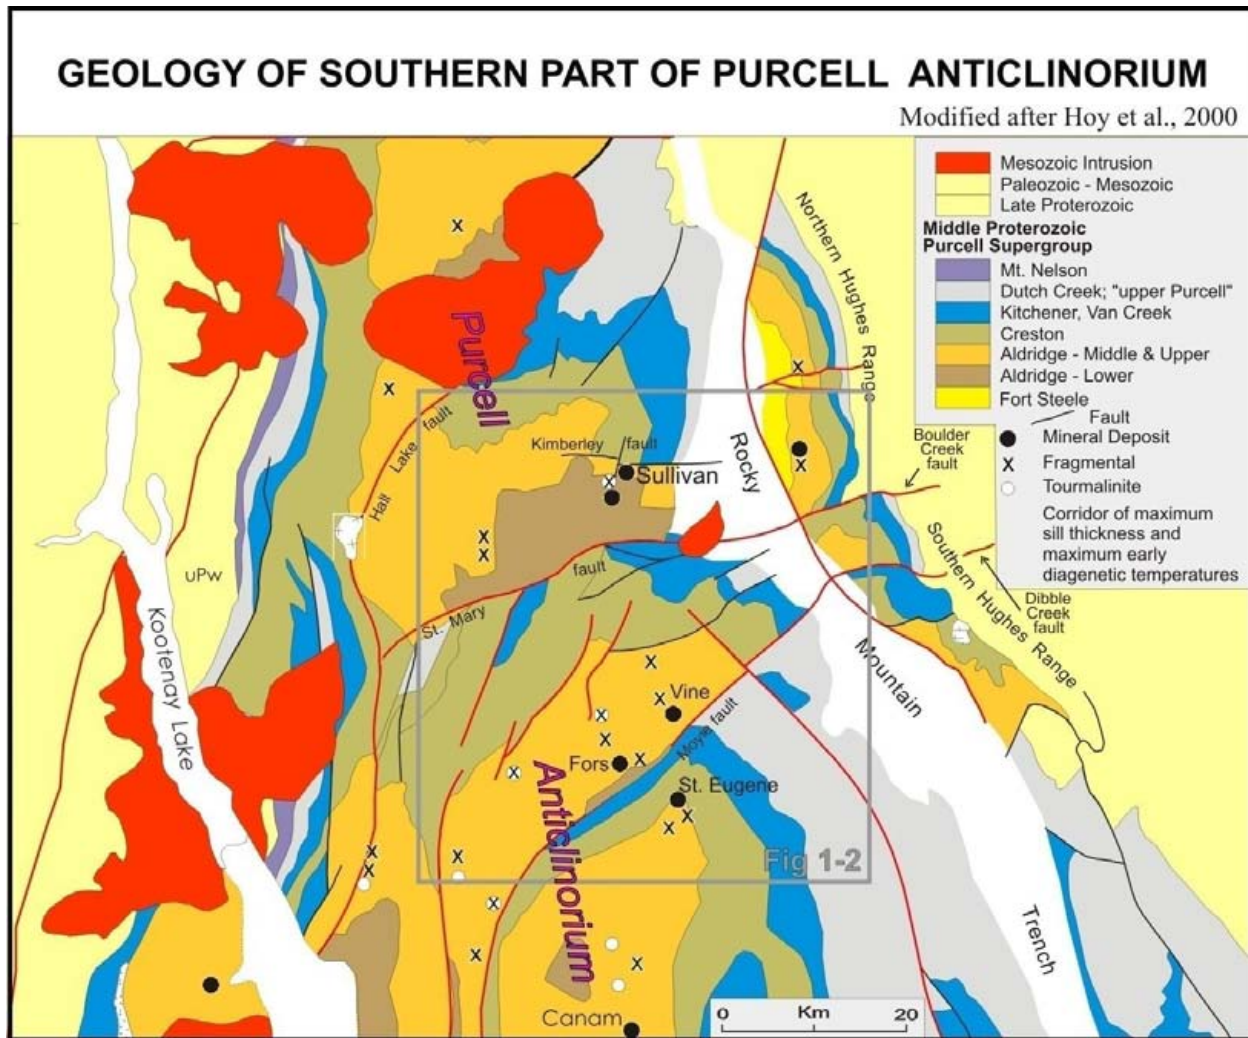 GEOLOGY OF SOUTHERN PART OF PURCELL ANTICLINORIUM
Modified after Hoy et al., 2000
Mesozoic Intrusion
Paleozoic - Mesozoic
Late Proterozoic
Middle Proterozoic
Purcell Supergroup
Mt. Nelson
Dutch Creek; "upper Purcell"
Kitchener, Van Creek
Creston
Aldridge - Middle & Upper
Aldridge - Lower
Fort Steele
Fault
Mineral Deposit
X Fragmental
Tourmalinite
Corridor of maximum
sill thickness and
maximum early
diagenetic temperatures
Northern Hughes Range
Purcell
Hall Lake fault
Kimberley fault
Sullivan
Rocky
Mountain
Trench
Boulder
Creek
fault
Southern Hughes Range
Dibble
Creek
fault
uPw
Kootenay Lake
St. Mary fault
Vine
Moyie fault
Fors
St. Eugene
Anticlinorium
Fig 1-2
Canam
Km
0 20